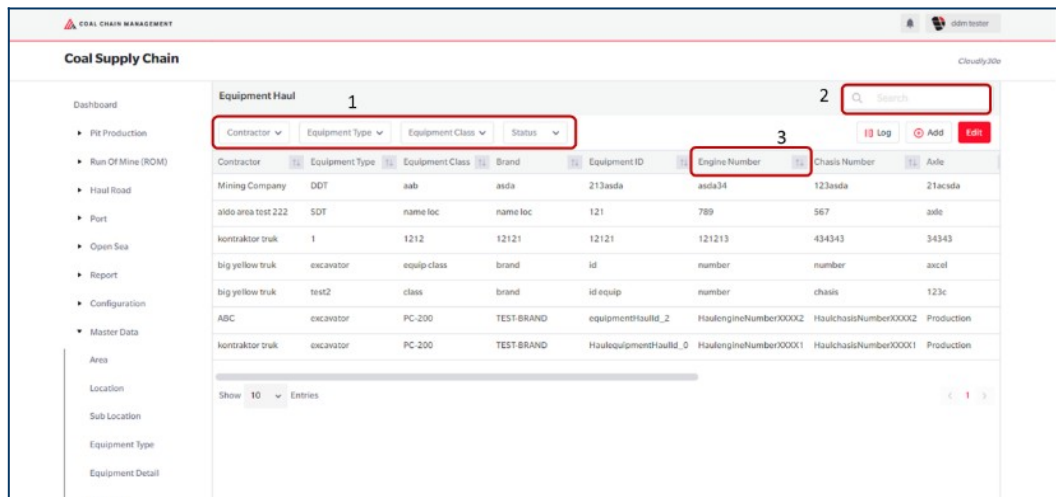 COAL CHAIN MANAGEMENT
ddm tester
Coal Supply Chain
Cloudly30o
Dashboard
Pit Production
Run Of Mine (ROM)
Haul Road
Port
Open Sea
Report
Configuration
Master Data
Area
Location
Sub Location
Equipment Type
Equipment Detail
Equipment Haul
1
2
Search
Contractor Equipment Type Equipment Class Status
3
Log Add Edit
Contractor Equipment Type Equipment Class Brand Equipment ID Engine Number Chasis Number Axle
Mining Company DDT aab asda 213asda asda34 123asda 21acsda
aldo area test 222 SDT name loc name loc 121 789 567 axle
kontraktor truk 1 1212 12121 12121 121213 434343 34343
big yellow truk excavator equip class brand id number number axcel
big yellow truk test2 class brand id equip number chasis 123c
ABC excavator PC-200 TEST-BRAND equipmentHaulId_2 HaulengineNumberXXXX2 HaulchasisNumberXXXX2 Production
kontraktor truk excavator PC-200 TEST-BRAND HaulequipmentHaulId_0 HaulengineNumberXXXX1 HaulchasisNumberXXXX1 Production
Show 10 Entries
1